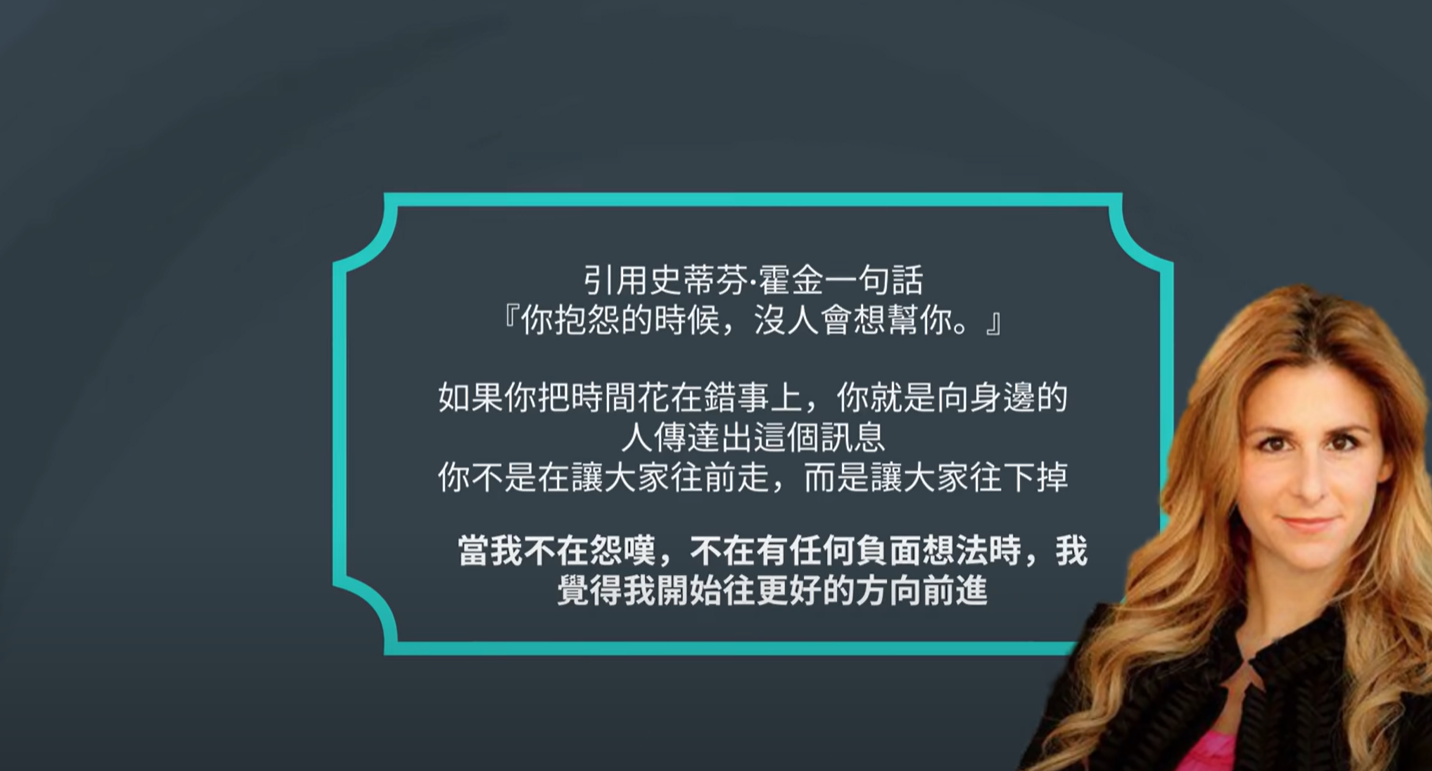 引用史蒂芬·霍金一句話
『你抱怨的時候，沒人會想幫你。』
如果你把時間花在錯事上，你就是向身邊的
人傳達出這個訊息
你不是在讓大家往前走，而是讓大家往下掉
當我不在怨嘆，不在有任何負面想法時，我
覺得我開始往更好的方向前進